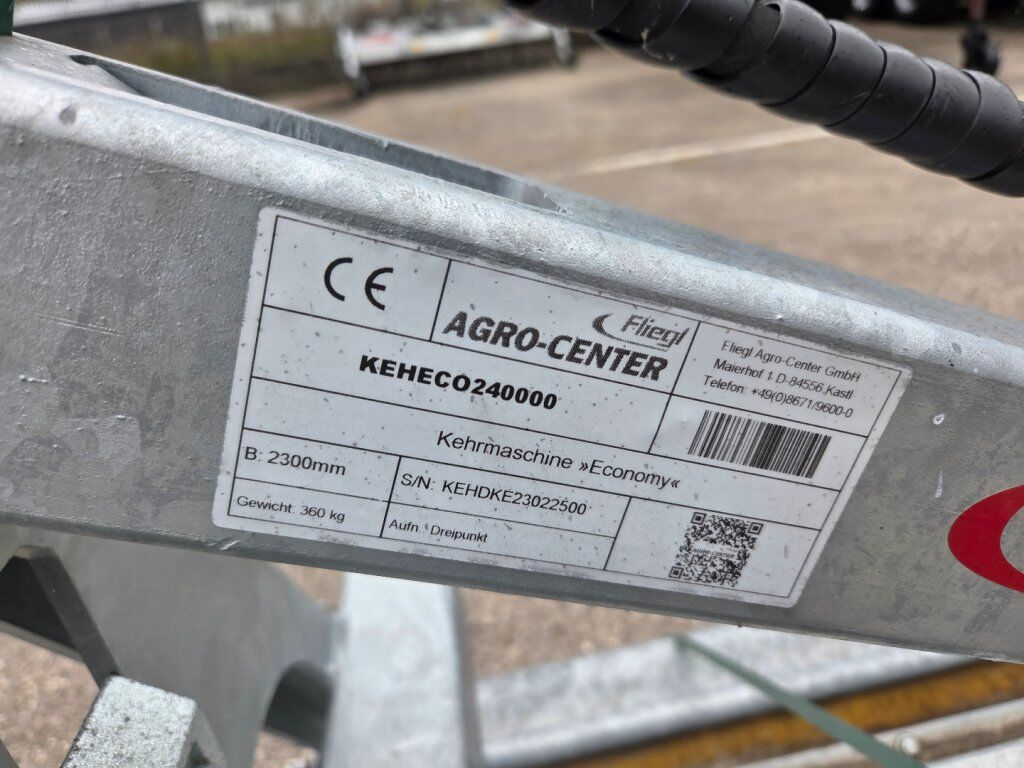 CE
Fliegl
AGRO-CENTER
Fliegl Agro-Center GmbH
Maierhof 1 D-84556 Kastl
Telefon: +49(0)8671/9600-0
KEHECO240000
Kehrmaschine »Economy«
B: 2300mm
S/N: KEHDKE23022500
Gewicht: 360 kg
Aufn.: Dreipunkt